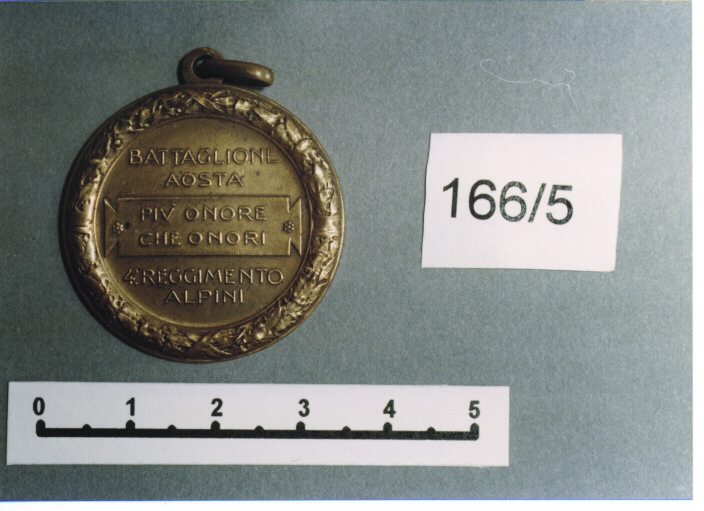 BATTAGLIONE
AOSTA
PIV ONORE
CHE ONORI
4° REGGIMENTO
ALPINI
166/5
0 1 2 3 4 5